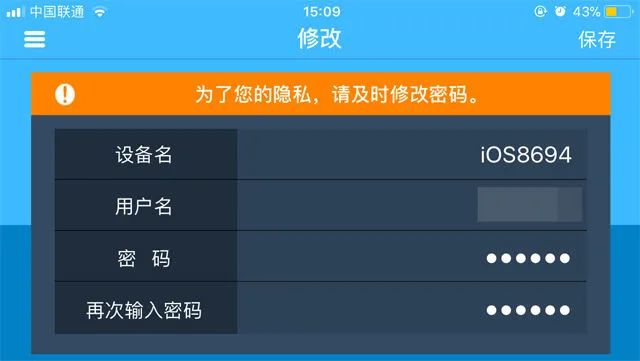 中国联通 15:09 43%
修改 保存
为了您的隐私，请及时修改密码。
设备名 iOS8694
用户名
密 码 ●●●●●●
再次输入密码 ●●●●●●